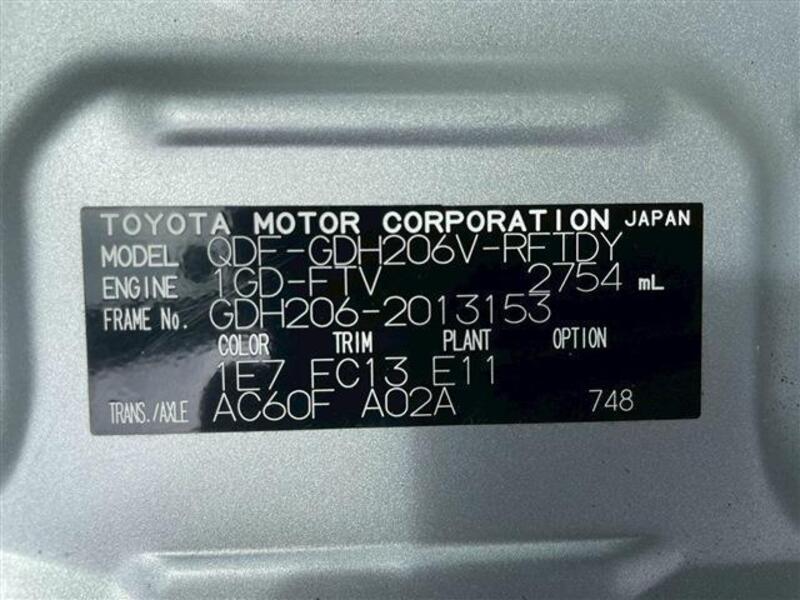 TOYOTA MOTOR CORPORATION JAPAN
MODEL QDF-GDH206V-RFTDY
ENGINE 1GD-FTV 2754 mL
FRAME No. GDH206-2013153
COLOR TRIM PLANT OPTION
1E7 FC13 E11
TRANS./AXLE AC60F A02A 748